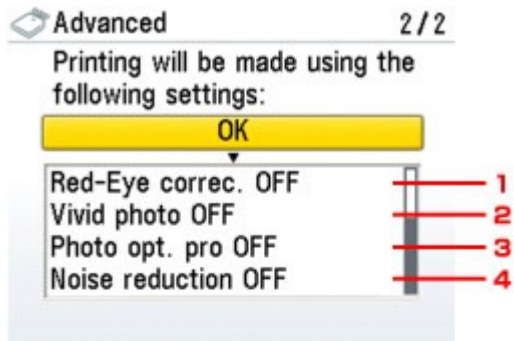 Advanced 2/2
Printing will be made using the
following settings:
OK
Red-Eye correc. OFF 1
Vivid photo OFF 2
Photo opt. pro OFF 3
Noise reduction OFF 4